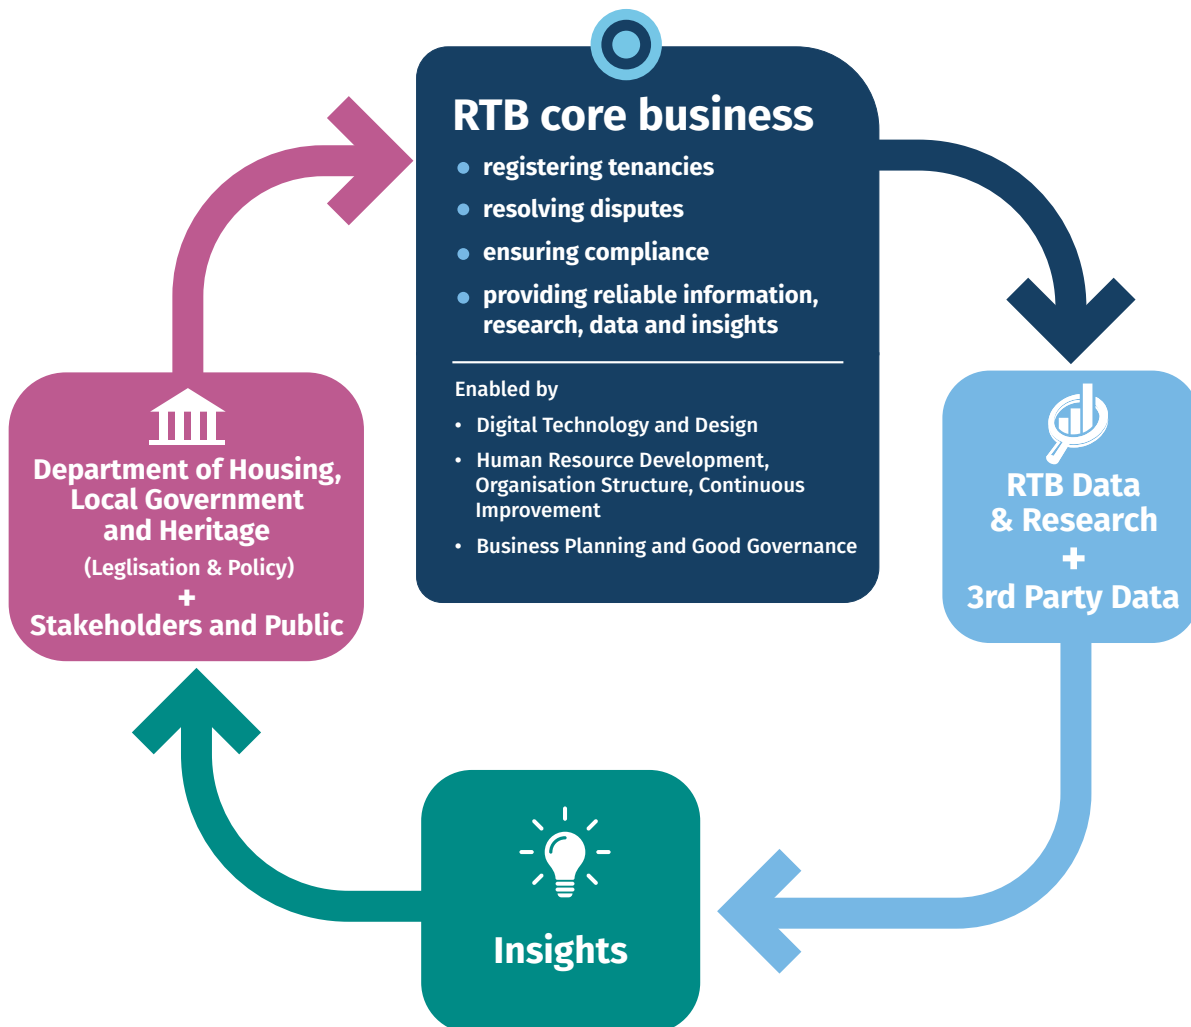 RTB core business
registering tenancies
resolving disputes
ensuring compliance
providing reliable information,
research, data and insights
Enabled by
• Digital Technology and Design
• Human Resource Development,
Organisation Structure, Continuous
Improvement
• Business Planning and Good Governance
RTB Data
& Research
+
3rd Party Data
Insights
Department of Housing,
Local Government
and Heritage
(Leglisation & Policy)
+
Stakeholders and Public